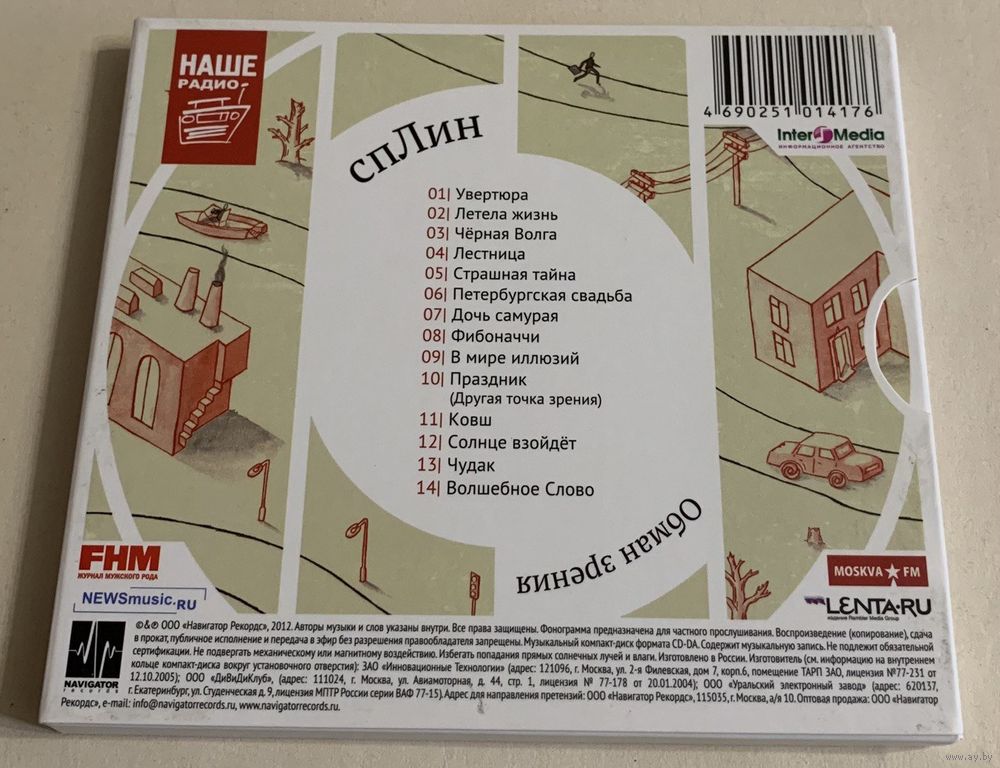 НАШЕ
РАДИО
спЛин
4 690251 014176
InterMedia
ИНФОРМАЦИОННОЕ АГЕНТСТВО
01| Увертюра
02| Летела жизнь
03| Чёрная Волга
04| Лестница
05| Страшная тайна
06| Петербургская свадьба
07| Дочь самурая
08| Фибоначчи
09| В мире иллюзий
10| Праздник
(Другая точка зрения)
11| Ковш
12| Солнце взойдёт
13| Чудак
14| Волшебное Слово
Обман зрения
FHM
ЖУРНАЛ МУЖСКОГО РОДА
NEWSmusic.RU
MOSKVA FM
LENTA.RU
издание Rambler Media Group
NAVIGATOR
records
©&℗ ООО «Навигатор Рекордс», 2012. Авторы музыки и слов указаны внутри. Все права защищены. Фонограмма предназначена для частного прослушивания. Воспроизведение (копирование), сдача
в прокат, публичное исполнение и передача в эфир без разрешения правообладателя запрещены. Музыкальный компакт-диск формата CD-DA. Содержит музыкальную запись. Не подлежит обязательной
сертификации. Не подвергать механическому или магнитному воздействию. Избегать попадания прямых солнечных лучей и влаги. Изготовлено в России. Изготовитель (см. информацию на внутреннем
кольце компакт-диска вокруг установочного отверстия): ЗАО «Инновационные Технологии» (адрес: 121096, г. Москва, ул. 2-я Филевская, дом 7, корп.6, помещение ТАРП ЗАО, лицензия №77-231 от
12.10.2005); ООО «ДиВиДиКлуб», (адрес: 111024, г. Москва, ул. Авиамоторная, д. 44, стр. 1, лицензия № 77-178 от 20.01.2004); ООО «Уральский электронный завод» (адрес: 620137,
г. Екатеринбург, ул. Студенческая д. 9, лицензия МПТР России серии ВАФ 77-15). Адрес для направления претензий: ООО «Навигатор Рекордс», 115035, г. Москва, а/я 10. Оптовая продажа: ООО «Навигатор
Рекордс», e-mail: info@navigatorrecords.ru, www.navigatorrecords.ru.
www.ay.by